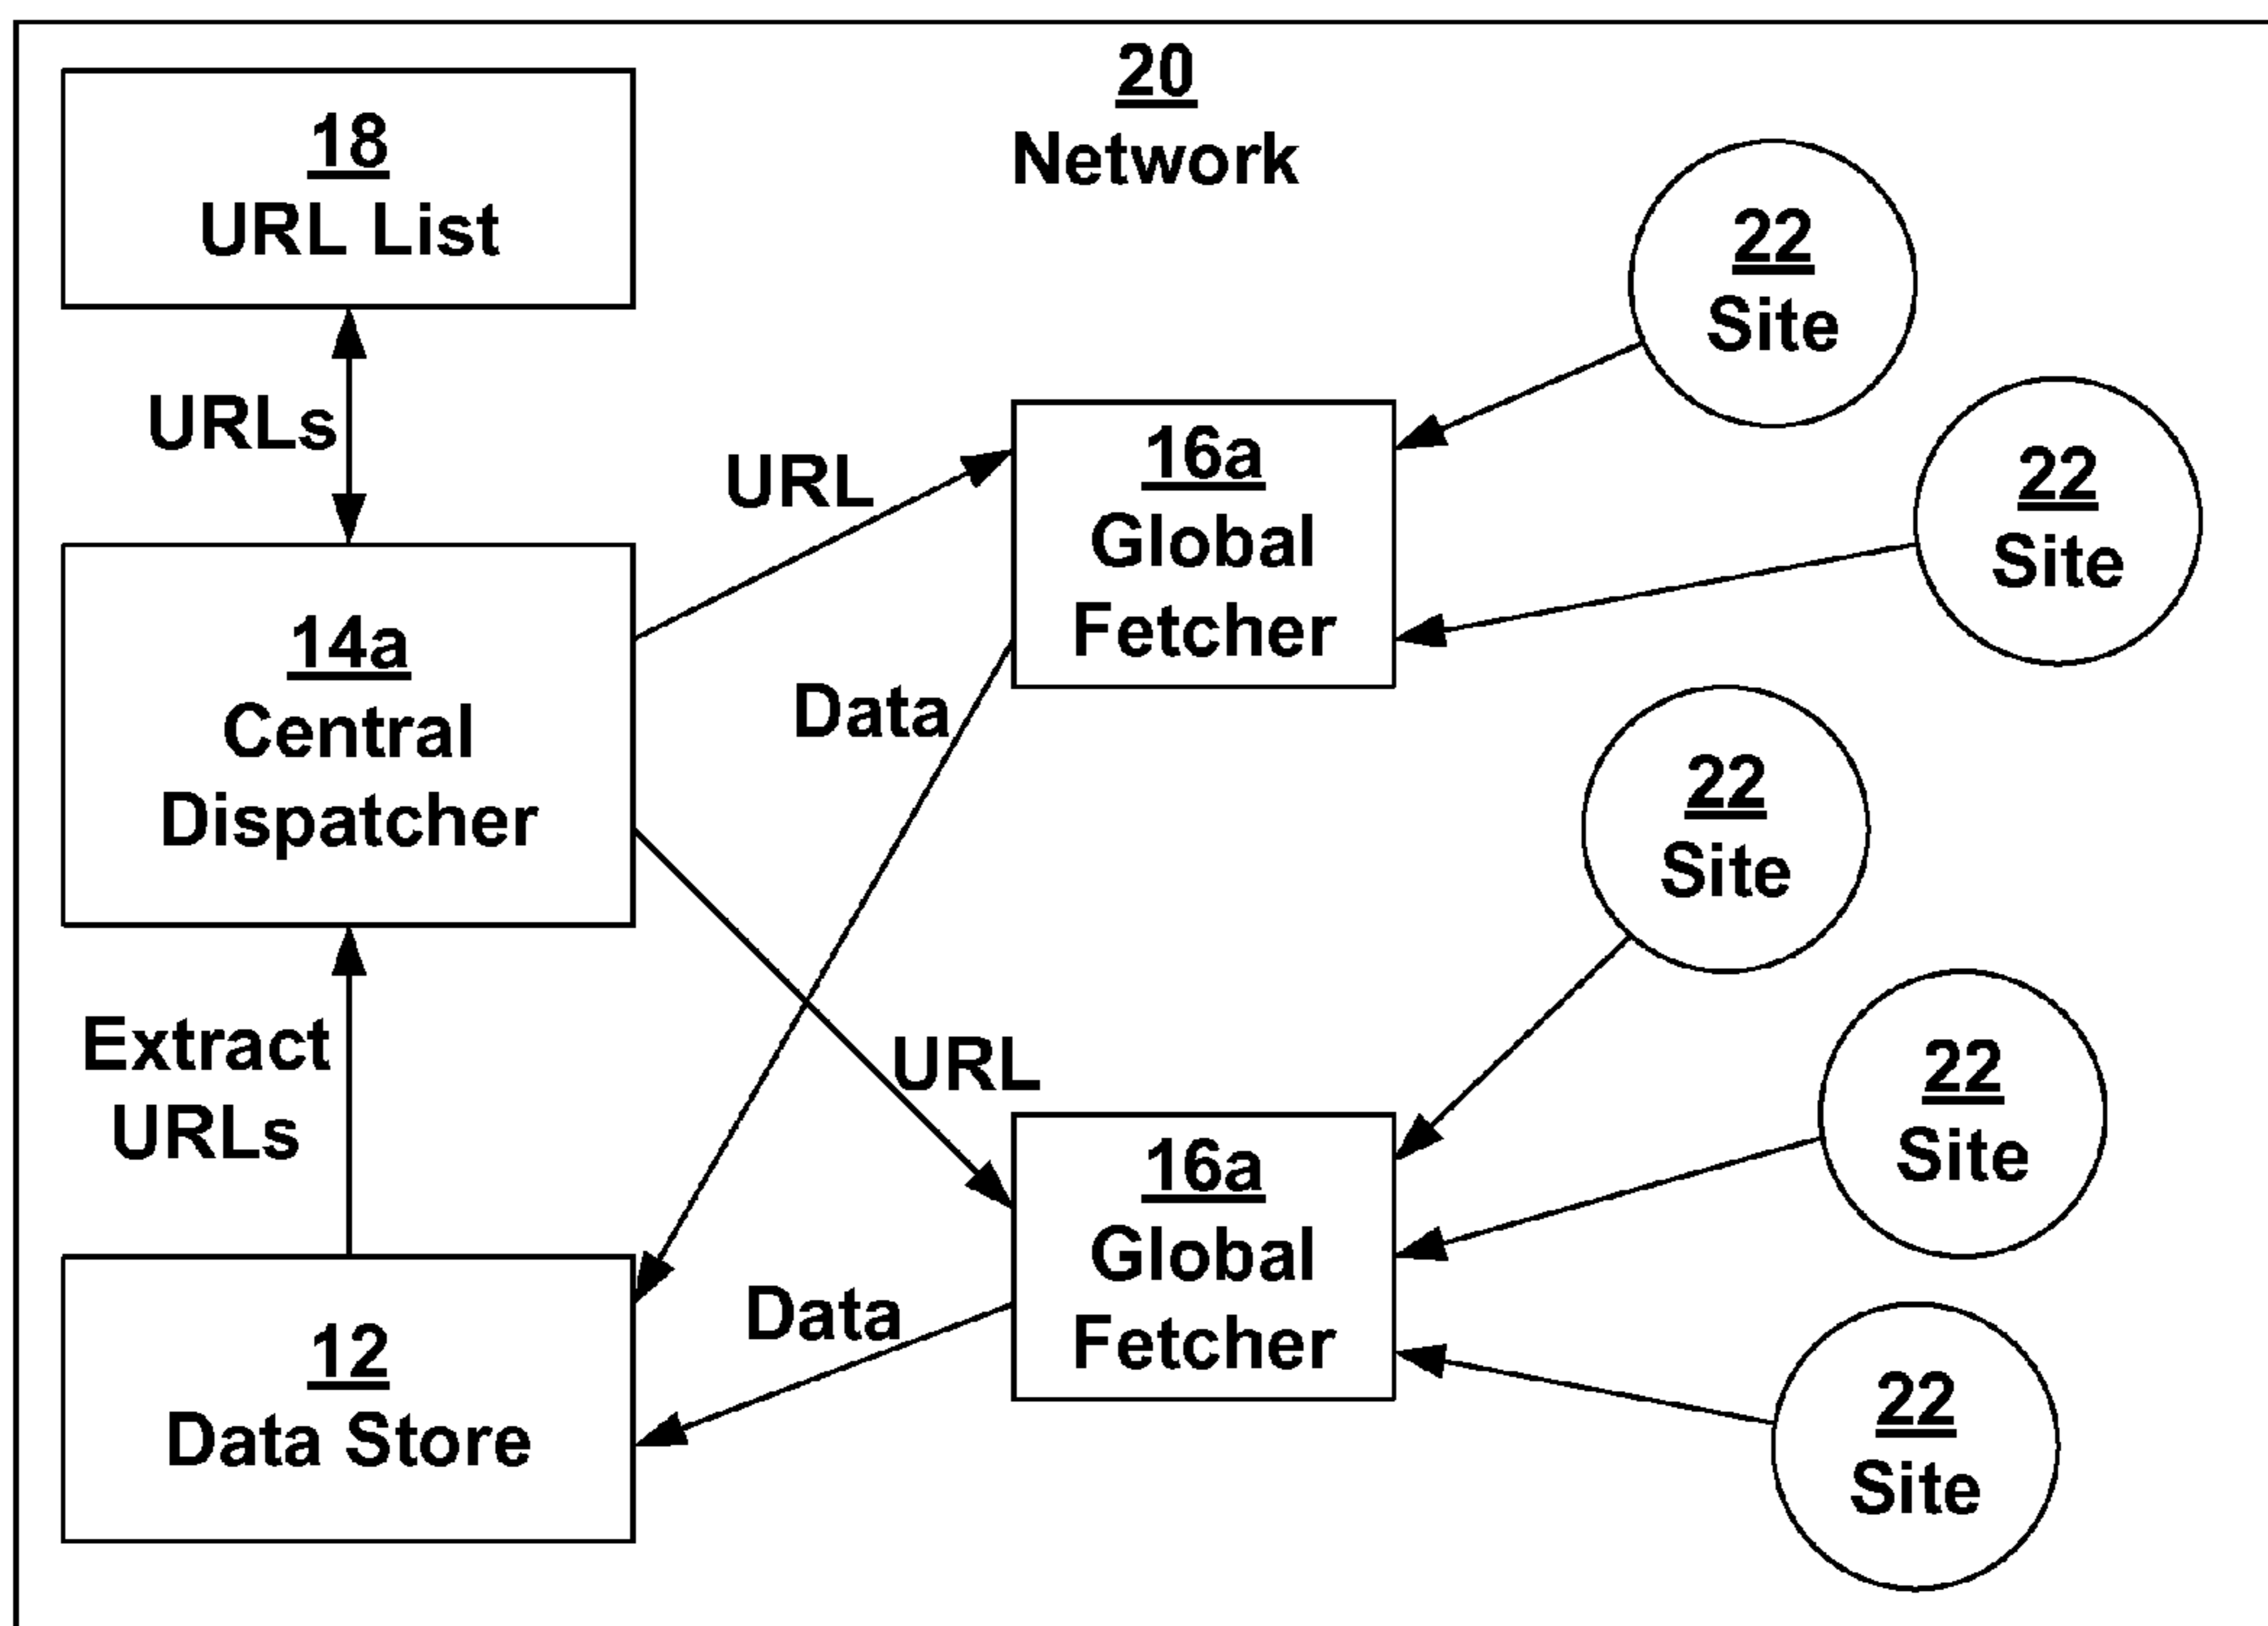 20
Network
18
URL List
URLs
14a
Central
Dispatcher
Extract
URLs
12
Data Store
URL
Data
URL
Data
16a
Global
Fetcher
16a
Global
Fetcher
22
Site
22
Site
22
Site
22
Site
22
Site